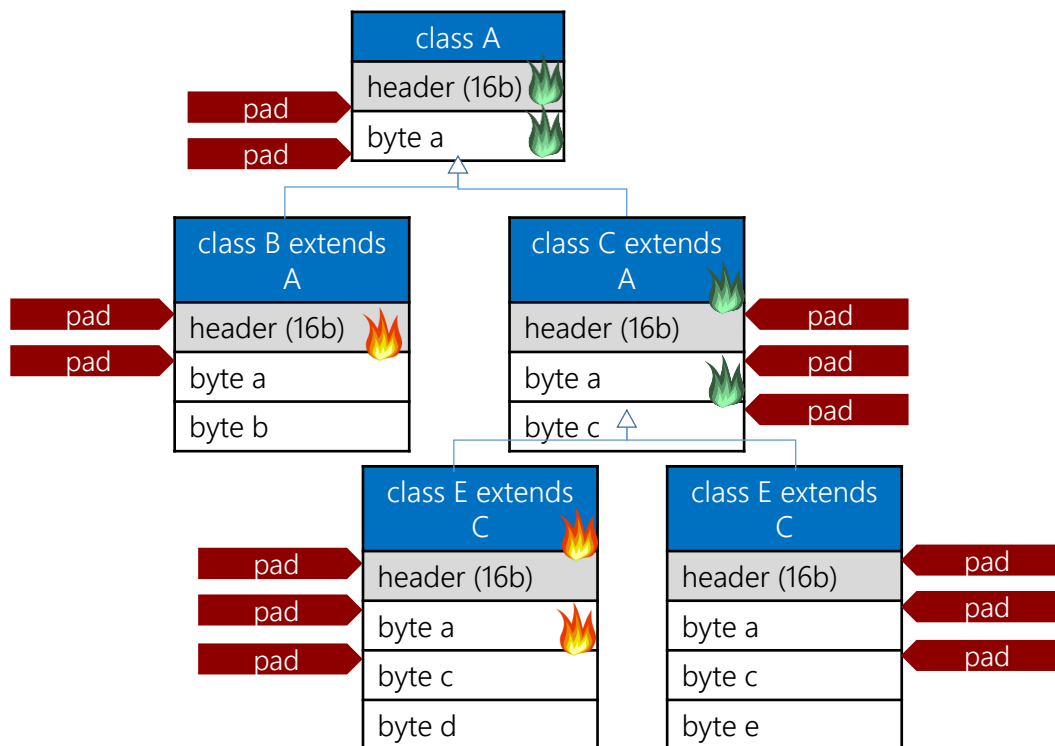 class A
header (16b)
pad
byte a
pad
class B extends
A
pad
header (16b)
pad
byte a
byte b
class C extends
A
header (16b)
pad
byte a
pad
byte c
pad
class E extends
C
pad
header (16b)
pad
byte a
pad
byte c
byte d
class E extends
C
header (16b)
pad
byte a
pad
byte c
pad
byte e